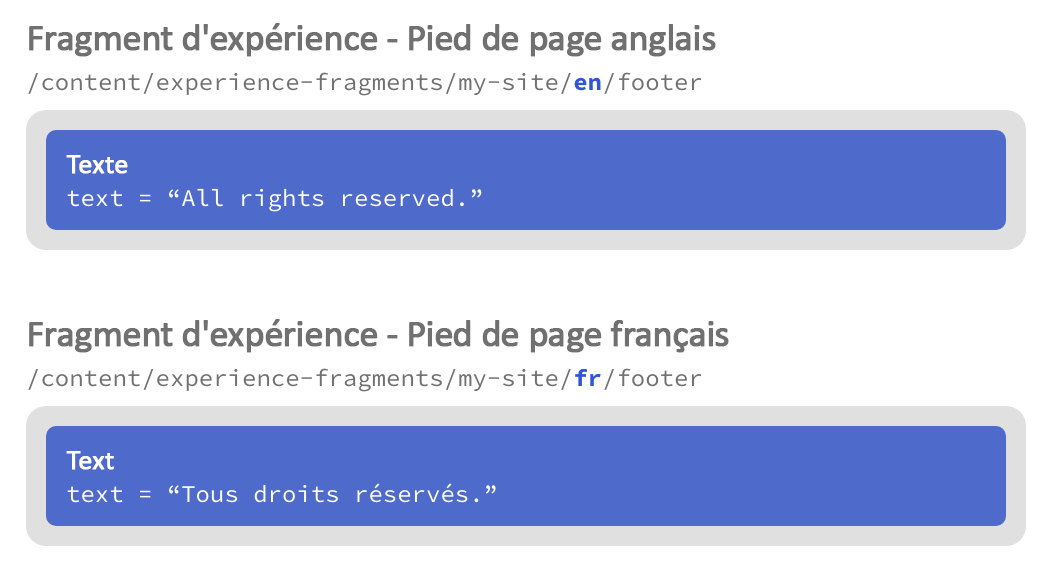 Fragment d'expérience - Pied de page anglais
/content/experience-fragments/my-site/en/footer
Texte
text = “All rights reserved.”
Fragment d'expérience - Pied de page français
/content/experience-fragments/my-site/fr/footer
Text
text = “Tous droits réservés.”